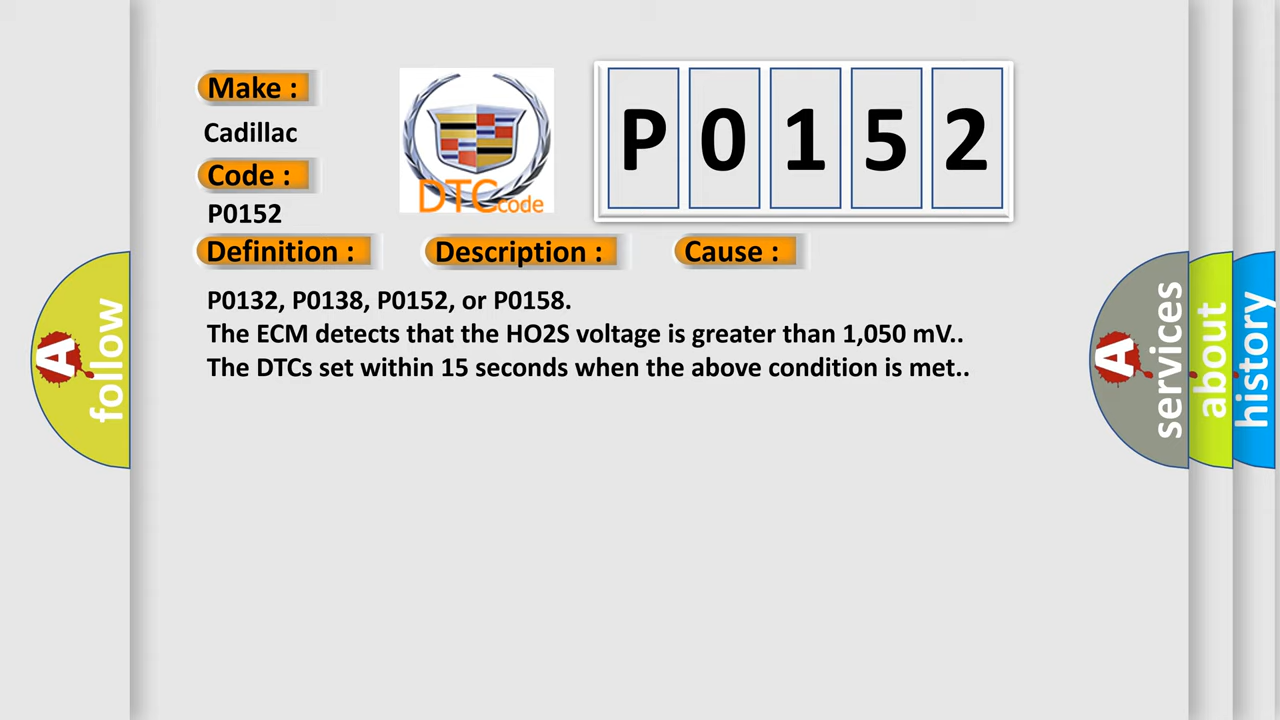 Make :
Cadillac
Code :
P0152
DTC code
P 0 1 5 2
Definition :
Description :
Cause :
P0132, P0138, P0152, or P0158.
The ECM detects that the HO2S voltage is greater than 1,050 mV..
The DTCs set within 15 seconds when the above condition is met..
A follow
A services
about
history